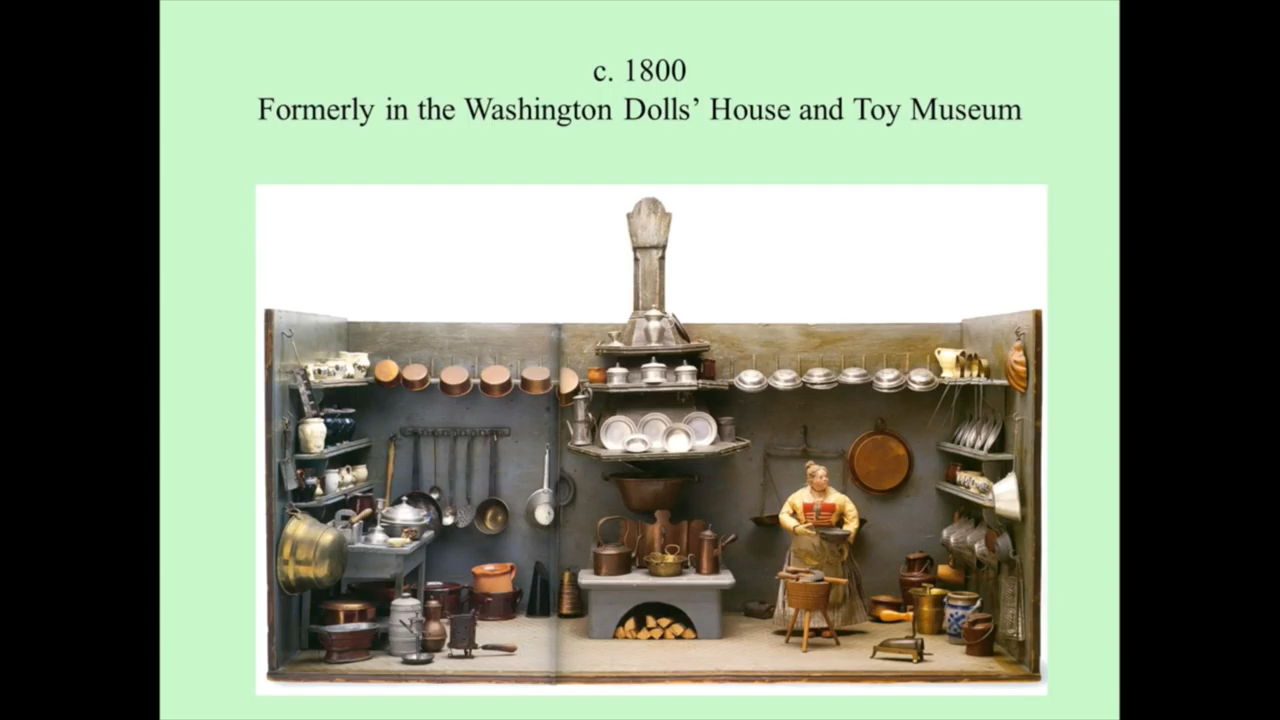 c. 1800
Formerly in the Washington Dolls’ House and Toy Museum